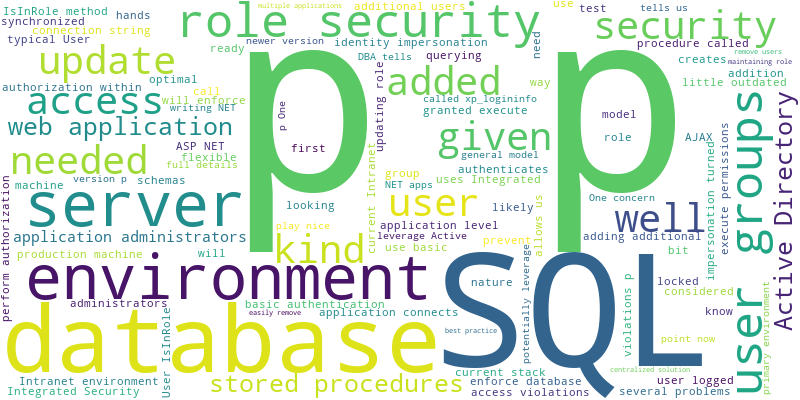 IsInRole method
hands
multiple applications
additional users
use
test
tells us
synchronized
connection string
role security
newer version
identity impersonation
need
procedure called
typical User
ready
DBA tells
querying
creates
remove users
maintaining role
update
optimal
p p
security
added
way
addition
little outdated
authorization within
will enforce
call
updating role
called xp_logininfo
granted execute
access
writing NET
p One
model
user groups
Active Directory
web application
ASP NET
first
given
role
AJAX
needed
flexible
full details
group
general model
authenticates
execute permissions
version p
schemas
NET apps
uses Integrated
machine
looking
user
likely
One concern
impersonation turned
server
current Intranet
allows us
well
perform authorization
play nice
application level
prevent
adding additional
application administrators
kind
leverage Active
use basic
bit
production machine
will
SQL
violations p
environment
nature
potentially leverage
locked
considered
primary environment
administrators
basic authentication
know
User IsInRole
easily remove
application connects
database
best practice
point now
Intranet environment
stored procedures
current stack
enforce database
centralized solution
user logged
Integrated Security
access violations
several problems